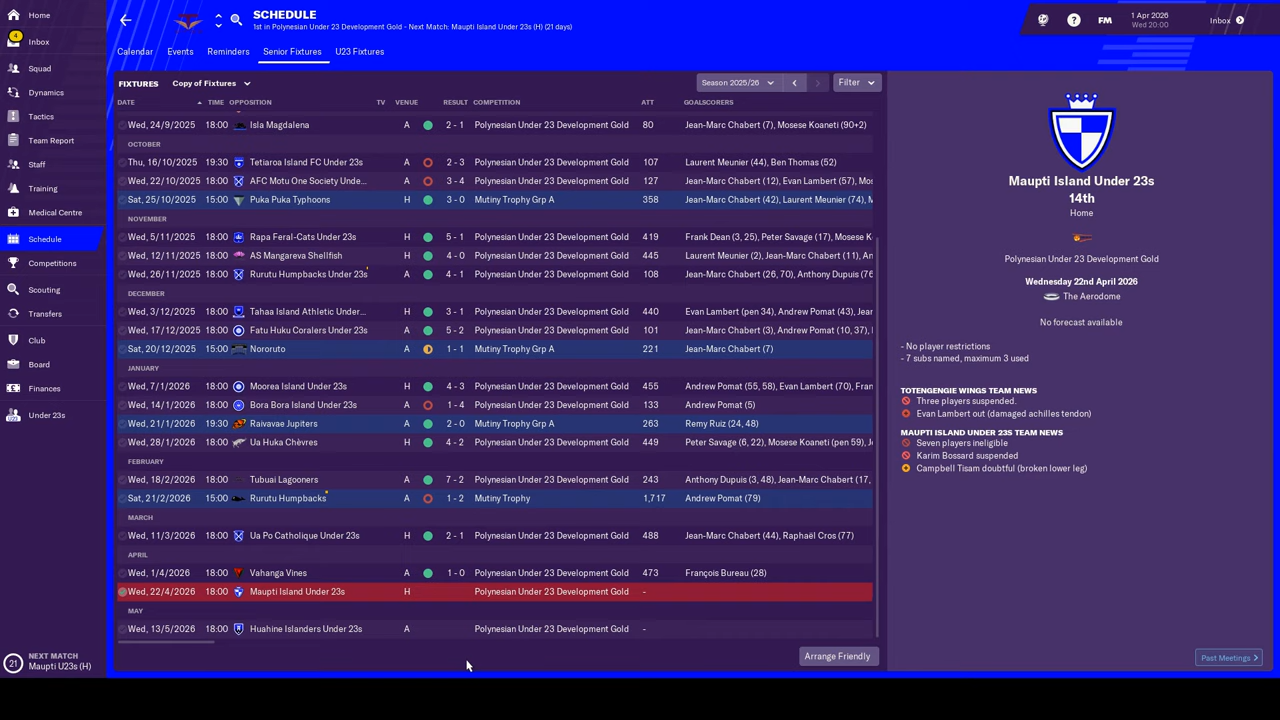 Home
4
Inbox
Squad
Dynamics
Tactics
Team Report
Staff
Training
Medical Centre
Schedule
Competitions
Scouting
Transfers
Club
Board
Finances
U23
Under 23s
21 NEXT MATCH
Maupti U23s (H)
SCHEDULE
1st in Polynesian Under 23 Development Gold - Next Match: Maupti Island Under 23s (H) (21 days)
? FM 1 Apr 2026
Wed 20:00
Inbox
Calendar Events Reminders Senior Fixtures U23 Fixtures
FIXTURES Copy of Fixtures Season 2025/26 Filter
DATE TIME OPPOSITION TV VENUE RESULT COMPETITION ATT GOALSCORERS
Wed, 24/9/2025 18:00 Isla Magdalena A 2 - 1 Polynesian Under 23 Development Gold 80 Jean-Marc Chabert (7), Mosese Koaneti (90+2)
OCTOBER
Thu, 16/10/2025 19:30 Tetiaroa Island FC Under 23s A 2 - 3 Polynesian Under 23 Development Gold 107 Laurent Meunier (44), Ben Thomas (52)
Wed, 22/10/2025 18:00 AFC Motu One Society Unde... A 3 - 4 Polynesian Under 23 Development Gold 127 Jean-Marc Chabert (12), Evan Lambert (57), Mos
Sat, 25/10/2025 15:00 Puka Puka Typhoons H 3 - 0 Mutiny Trophy Grp A 358 Jean-Marc Chabert (42), Laurent Meunier (74), M
NOVEMBER
Wed, 5/11/2025 18:00 Rapa Feral-Cats Under 23s H 5 - 1 Polynesian Under 23 Development Gold 419 Frank Dean (3, 25), Peter Savage (17), Mosese K
Wed, 12/11/2025 18:00 AS Mangareva Shellfish H 4 - 0 Polynesian Under 23 Development Gold 445 Laurent Meunier (2), Jean-Marc Chabert (11), An
Wed, 26/11/2025 18:00 Rurutu Humpbacks Under 23s A 4 - 1 Polynesian Under 23 Development Gold 108 Jean-Marc Chabert (26, 70), Anthony Dupuis (76
DECEMBER
Wed, 3/12/2025 18:00 Tahaa Island Athletic Under... H 3 - 1 Polynesian Under 23 Development Gold 440 Evan Lambert (pen 34), Andrew Pomat (43), Jea
Wed, 17/12/2025 18:00 Fatu Huku Coralers Under 23s A 5 - 2 Polynesian Under 23 Development Gold 101 Jean-Marc Chabert (3), Andrew Pomat (10, 37),
Sat, 20/12/2025 15:00 Nororuto A 1 - 1 Mutiny Trophy Grp A 221 Jean-Marc Chabert (7)
JANUARY
Wed, 7/1/2026 18:00 Moorea Island Under 23s H 4 - 3 Polynesian Under 23 Development Gold 455 Andrew Pomat (55, 58), Evan Lambert (70), Fran
Wed, 14/1/2026 18:00 Bora Bora Island Under 23s A 1 - 4 Polynesian Under 23 Development Gold 133 Andrew Pomat (5)
Wed, 21/1/2026 19:30 Raivavae Jupiters A 2 - 0 Mutiny Trophy Grp A 263 Remy Ruiz (24, 48)
Wed, 28/1/2026 18:00 Ua Huka Chèvres H 4 - 2 Polynesian Under 23 Development Gold 449 Peter Savage (6, 22), Mosese Koaneti (pen 59), Je
FEBRUARY
Wed, 18/2/2026 18:00 Tubuai Lagooners A 7 - 2 Polynesian Under 23 Development Gold 243 Anthony Dupuis (3, 48), Jean-Marc Chabert (17,
Sat, 21/2/2026 15:00 Rurutu Humpbacks A 1 - 2 Mutiny Trophy 1,717 Andrew Pomat (79)
MARCH
Wed, 11/3/2026 18:00 Ua Po Catholique Under 23s H 2 - 1 Polynesian Under 23 Development Gold 488 Jean-Marc Chabert (44), Raphaël Cros (77)
APRIL
Wed, 1/4/2026 18:00 Vahanga Vines A 1 - 0 Polynesian Under 23 Development Gold 473 François Bureau (28)
Wed, 22/4/2026 18:00 Maupti Island Under 23s H Polynesian Under 23 Development Gold -
MAY
Wed, 13/5/2026 18:00 Huahine Islanders Under 23s A Polynesian Under 23 Development Gold -
Arrange Friendly
Maupti Island Under 23s
14th
Home
Polynesian Under 23 Development Gold
Wednesday 22nd April 2026
The Aerodome
No forecast available
- No player restrictions
- 7 subs named, maximum 3 used
TOTENGENGIE WINGS TEAM NEWS
Three players suspended.
Evan Lambert out (damaged achilles tendon)
MAUPTI ISLAND UNDER 23S TEAM NEWS
Seven players ineligible
Karim Bossard suspended
Campbell Tisam doubtful (broken lower leg)
Past Meetings